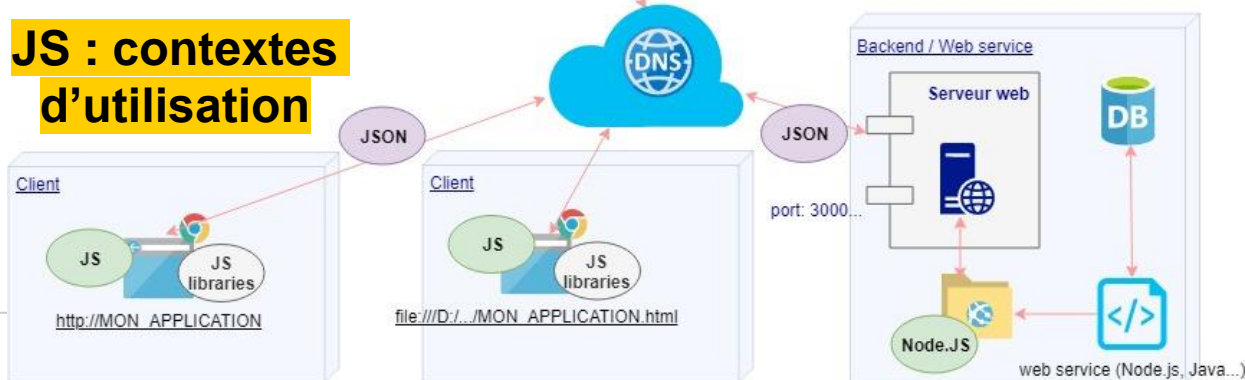 JS : contextes
d'utilisation
DNS
JSON
JSON
Client
JS
JS
libraries
http://MON_APPLICATION
Client
JS
JS
libraries
file:///D:/.../MON_APPLICATION.html
Backend / Web service
Serveur web
DB
port: 3000...
</>
Node.JS
web service (Node.js, Java...)